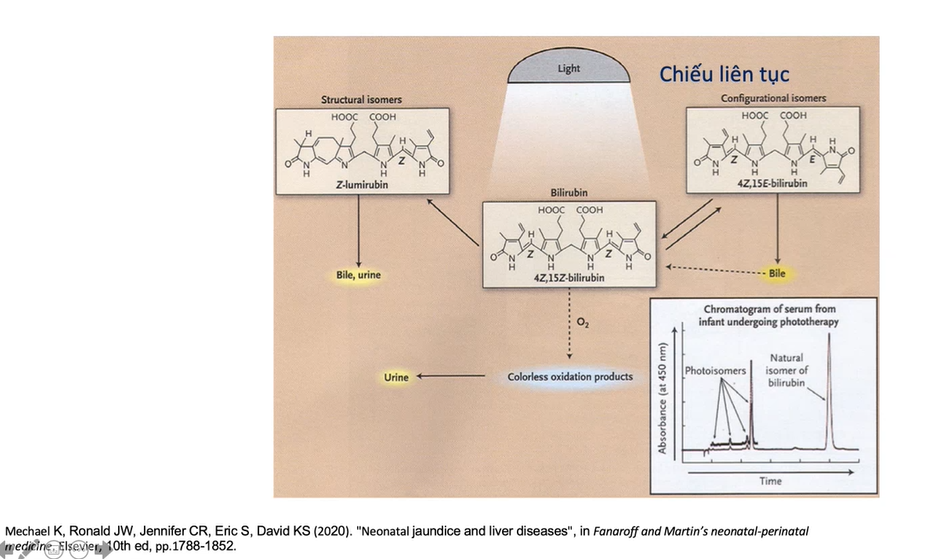 Light
Chiếu liên tục
Structural isomers
Configurational isomers
HOOC COOH
H
H
Z
O
N
H
N
N
H
N
H
O
Z-lumirubin
HOOC COOH
H
H
Z
E
O
N
H
N
H
N
H
H
N
O
4Z,15E-bilirubin
Bilirubin
HOOC COOH
H
H
Z
Z
O
N
H
N
H
N
H
N
H
O
4Z,15Z-bilirubin
Bile, urine
Bile
O₂
Urine
Colorless oxidation products
Chromatogram of serum from
infant undergoing phototherapy
Absorbance (at 450 nm)
Photoisomers
Natural
isomer of
bilirubin
Time
Mechael K, Ronald JW, Jennifer CR, Eric S, David KS (2020). "Neonatal jaundice and liver diseases", in Fanaroff and Martin's neonatal-perinatal
medicine, Elsevier, 10th ed, pp.1788-1852.